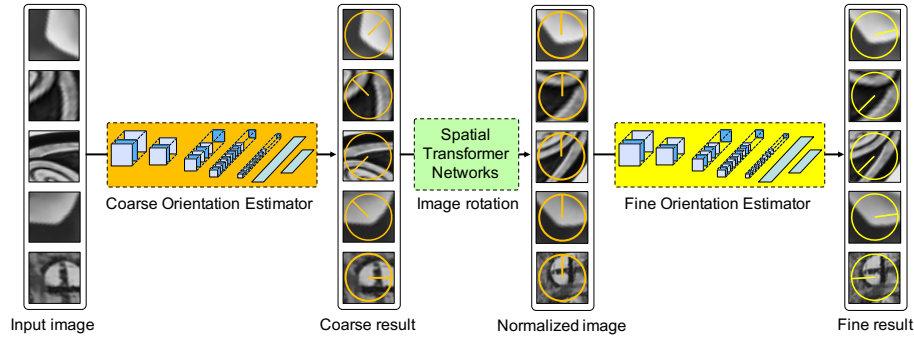 Spatial
Transformer
Networks
Coarse Orientation Estimator
Image rotation
Fine Orientation Estimator
Input image
Coarse result
Normalized image
Fine result